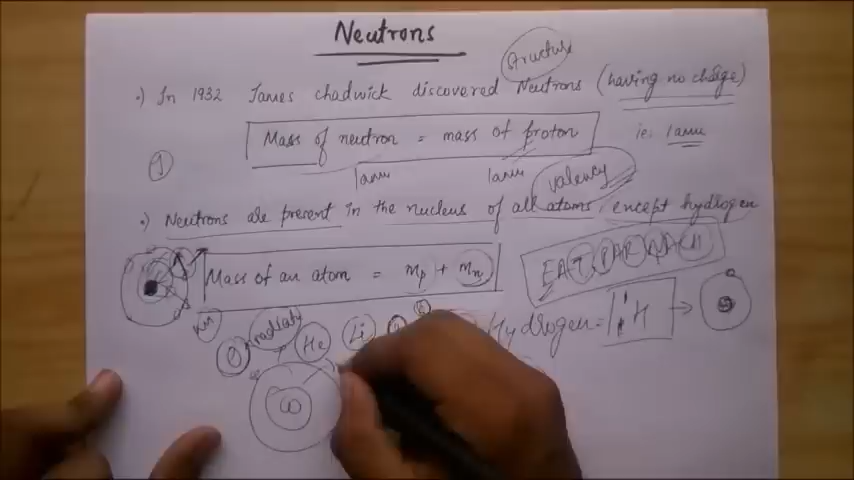 Neutrons
structure
.) In 1932 James chadwick discovered Neutrons (having no charge)
Mass of neutron = mass of proton ie. 1amu
1amu 1amu valency
.) Neutrons are present in the nucleus of all atoms, except hydrogen
Mass of an atom = mp + mn
Hydrogen = H
He Li